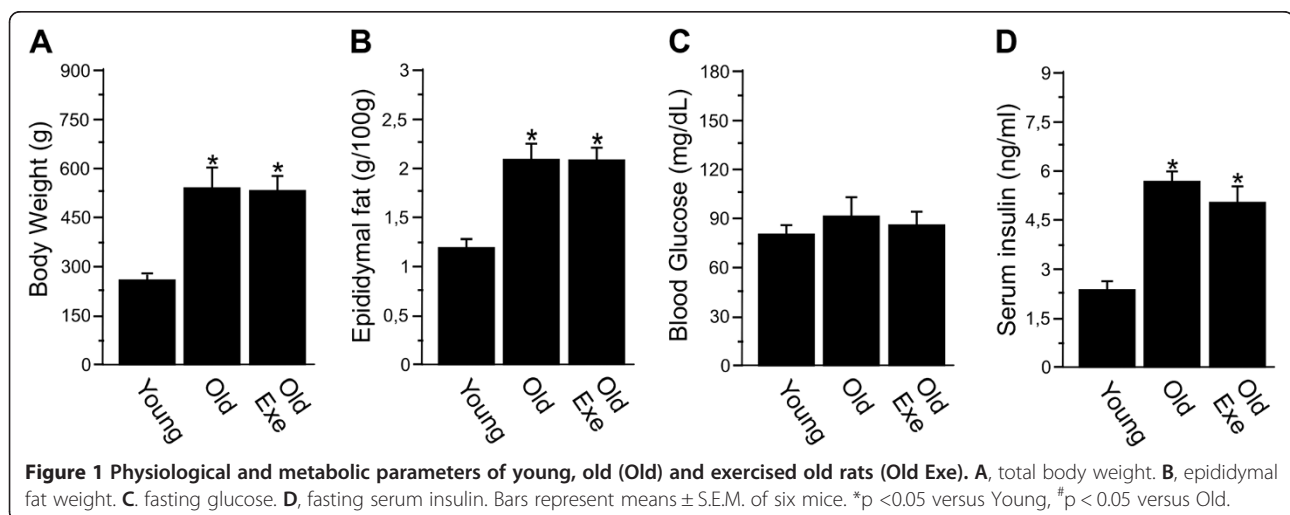 A
B
C
D
Body Weight (g)
900
750
600
450
300
150
0
*
*
Young
Old
Old
Exe
Epididymal fat (g/100g)
3
2,5
2
1,5
1
0,5
0
*
*
Young
Old
Old
Exe
Blood Glucose (mg/dL)
180
150
120
90
60
30
0
Young
Old
Old
Exe
Serum insulin (ng/ml)
9
7,5
6
4,5
3
1,5
0
*
*
Young
Old
Old
Exe
Figure 1 Physiological and metabolic parameters of young, old (Old) and exercised old rats (Old Exe). A, total body weight. B, epididymal
fat weight. C. fasting glucose. D, fasting serum insulin. Bars represent means ± S.E.M. of six mice. *p <0.05 versus Young, #p < 0.05 versus Old.